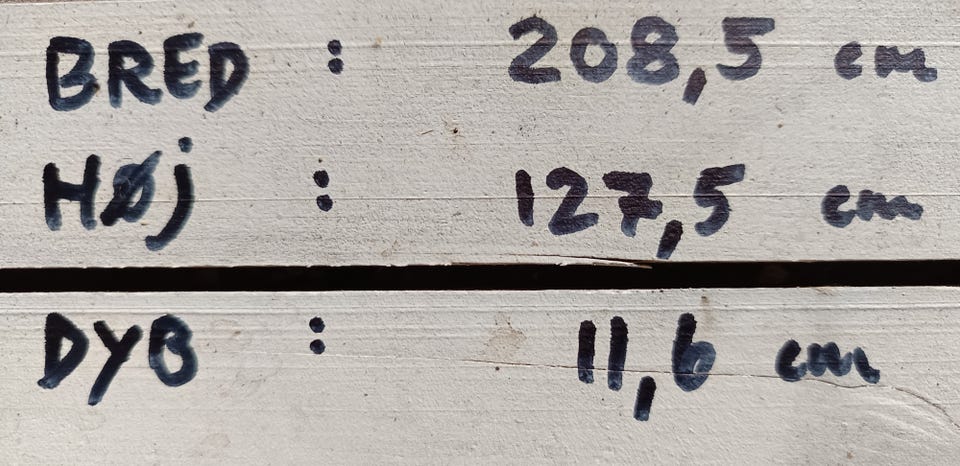 BRED : 208,5 cm
HØj : 127,5 cm
DYB : 11,6 cm